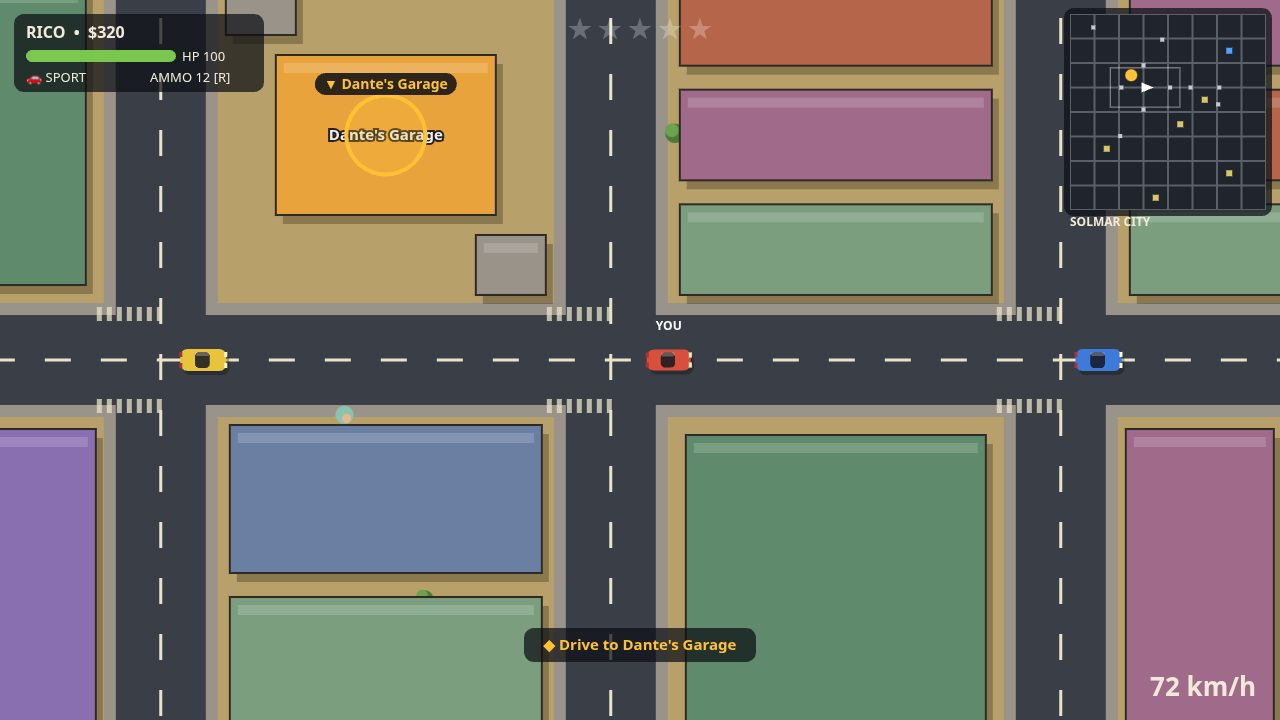 RICO • $320
HP 100
🚗 SPORT AMMO 12 [R]
▼ Dante's Garage
Dante's Garage
SOLMAR CITY
YOU
◆ Drive to Dante's Garage
72 km/h